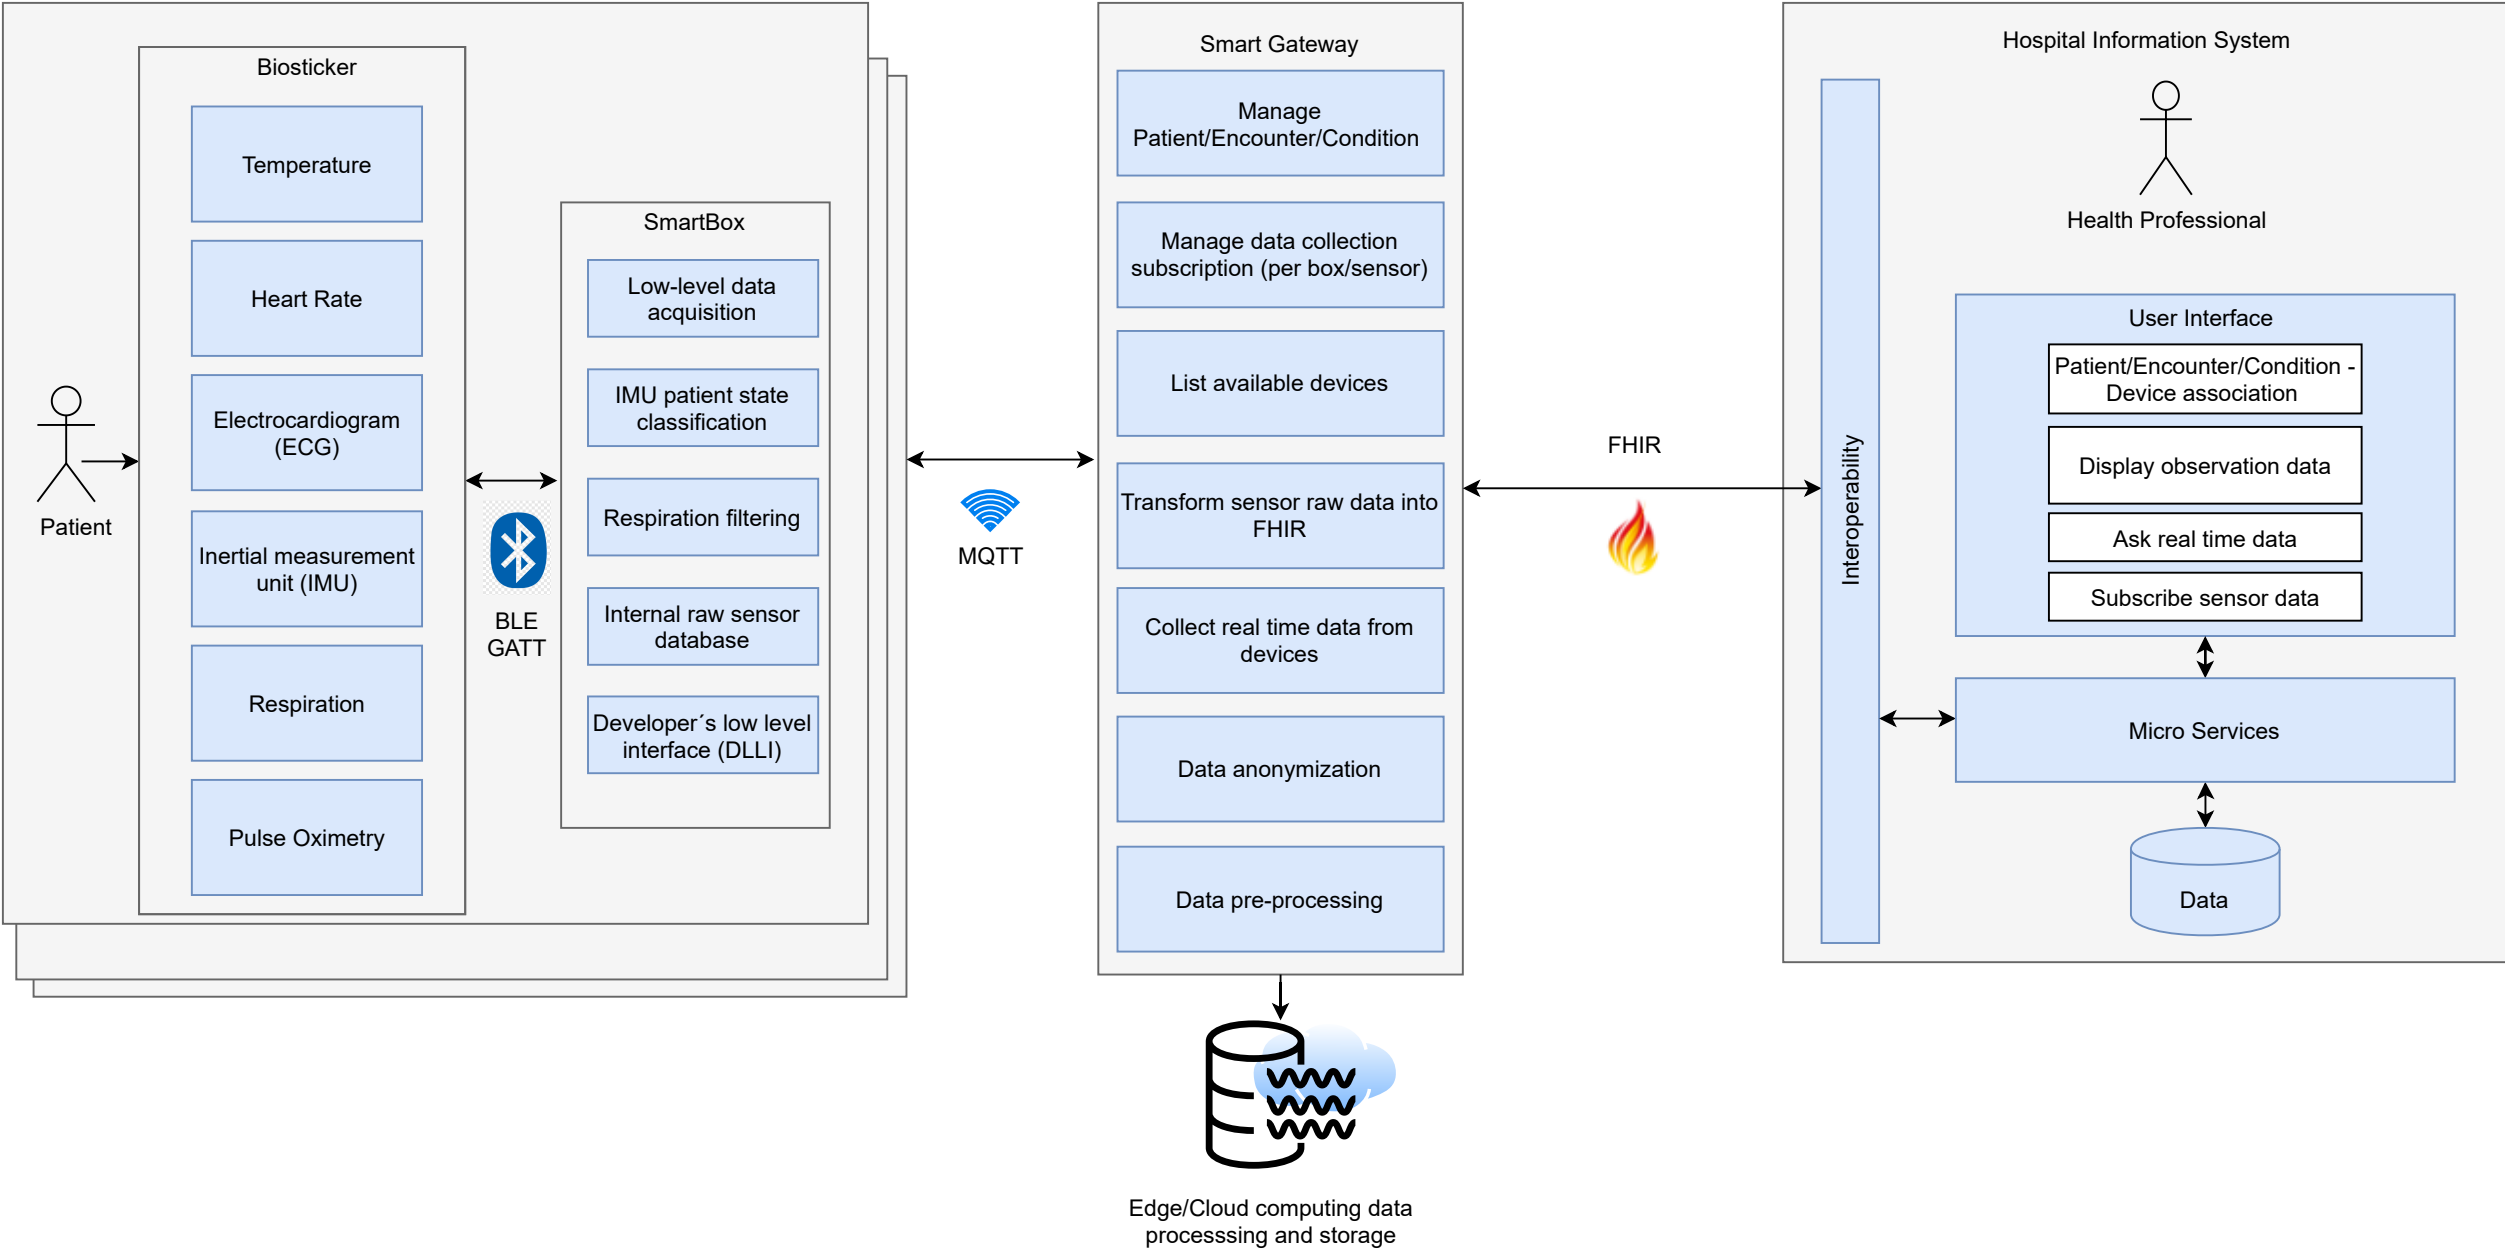 Biosticker
Temperature
Heart Rate
Electrocardiogram
(ECG)
Inertial measurement
unit (IMU)
Respiration
Pulse Oximetry
Patient
BLE
GATT
SmartBox
Low-level data
acquisition
IMU patient state
classification
Respiration filtering
Internal raw sensor
database
Developer´s low level
interface (DLLI)
MQTT
Smart Gateway
Manage
Patient/Encounter/Condition
Manage data collection
subscription (per box/sensor)
List available devices
Transform sensor raw data into
FHIR
Collect real time data from
devices
Data anonymization
Data pre-processing
Edge/Cloud computing data
processsing and storage
FHIR
Hospital Information System
Interoperability
Health Professional
User Interface
Patient/Encounter/Condition -
Device association
Display observation data
Ask real time data
Subscribe sensor data
Micro Services
Data